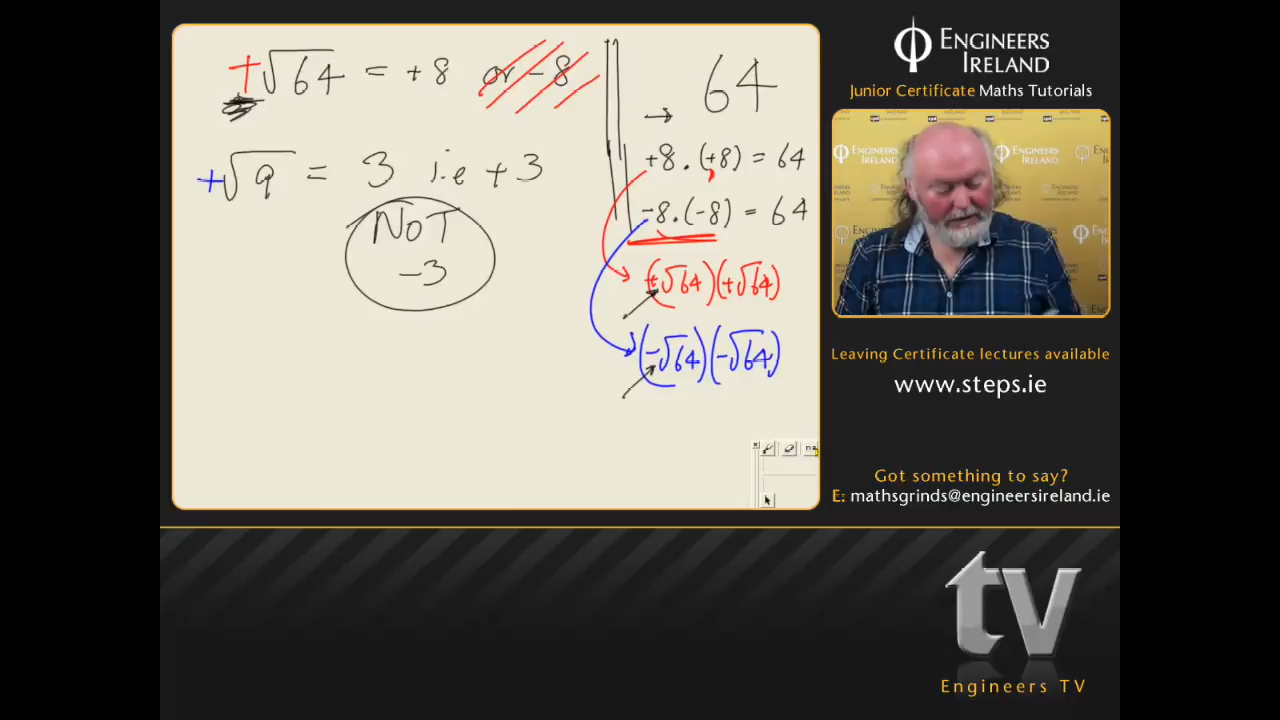 +√64 = +8 or -8
+√9 = 3 i.e +3
NOT
-3
64
+8 . (+8) = 64
-8 . (-8) = 64
(+√64)(+√64)
(-√64)(-√64)
ENGINEERS
IRELAND
Junior Certificate Maths Tutorials
Leaving Certificate lectures available
www.steps.ie
Got something to say?
E: mathsgrinds@engineersireland.ie
tv
Engineers TV